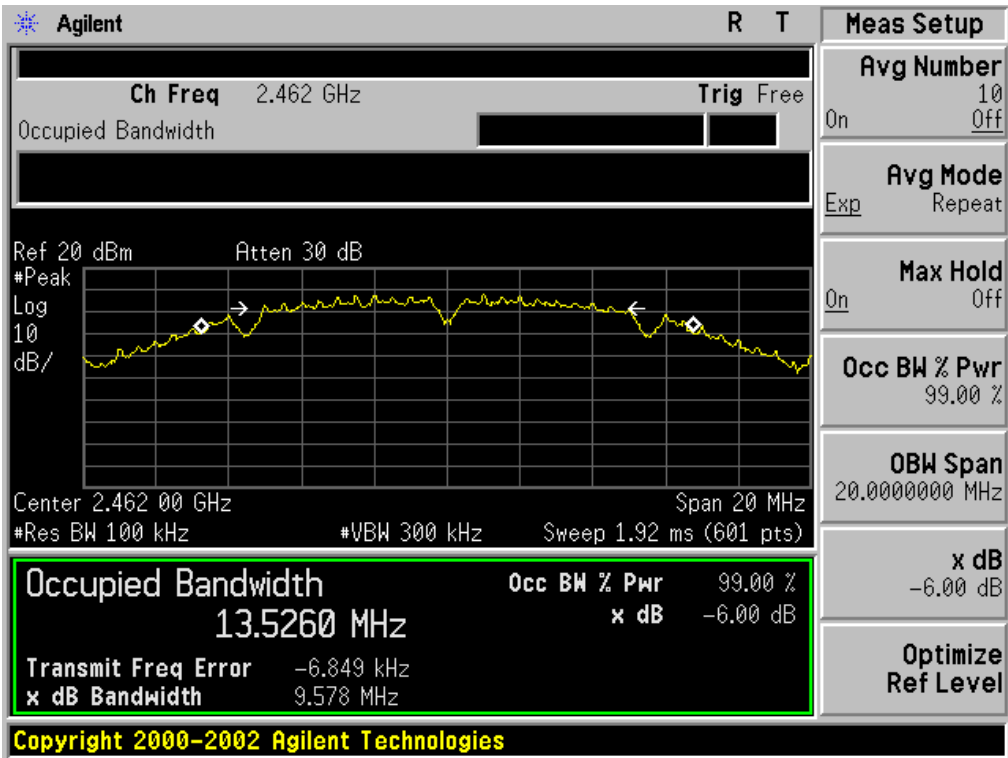 Agilent R T
Ch Freq 2.462 GHz Trig Free
Occupied Bandwidth
Ref 20 dBm Atten 30 dB
#Peak
Log
10
dB/
Center 2.462 00 GHz Span 20 MHz
#Res BW 100 kHz #VBW 300 kHz Sweep 1.92 ms (601 pts)
Occupied Bandwidth
13.5260 MHz
Occ BW % Pwr 99.00 %
x dB -6.00 dB
Transmit Freq Error -6.849 kHz
x dB Bandwidth 9.578 MHz
Copyright 2000-2002 Agilent Technologies
Meas Setup
Avg Number
10
On Off
Avg Mode
Exp Repeat
Max Hold
On Off
Occ BW % Pwr
99.00 %
OBW Span
20.0000000 MHz
x dB
-6.00 dB
Optimize
Ref Level